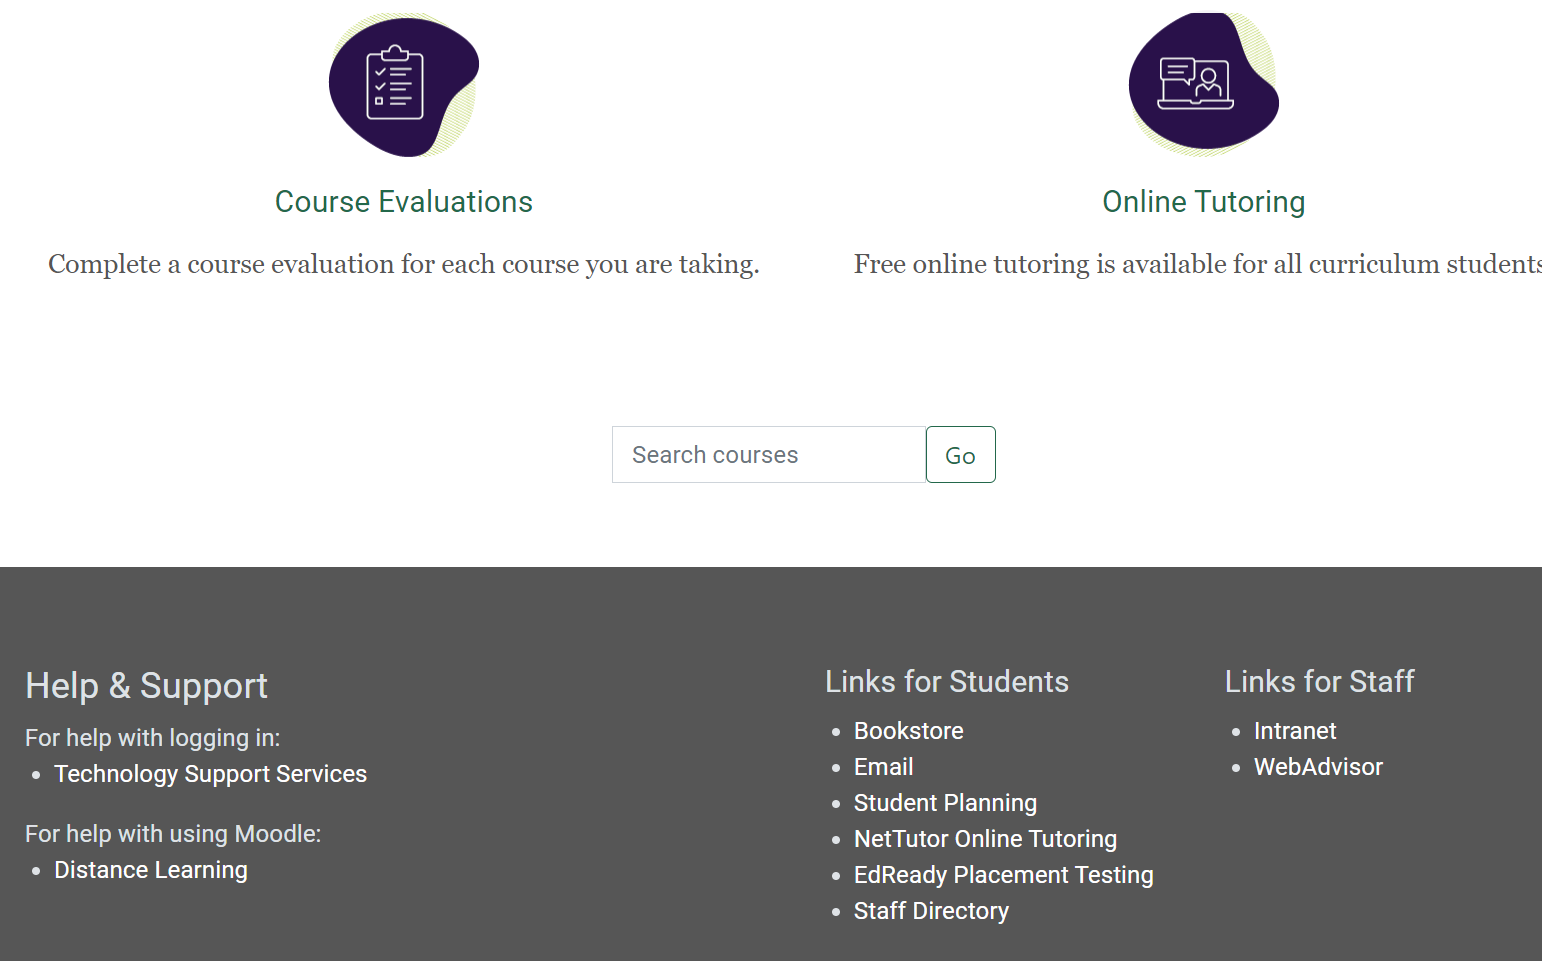 Course Evaluations
Complete a course evaluation for each course you are taking.
Online Tutoring
Free online tutoring is available for all curriculum students
Search courses
Go
Help & Support
For help with logging in:
Technology Support Services
For help with using Moodle:
Distance Learning
Links for Students
Bookstore
Email
Student Planning
NetTutor Online Tutoring
EdReady Placement Testing
Staff Directory
Links for Staff
Intranet
WebAdvisor